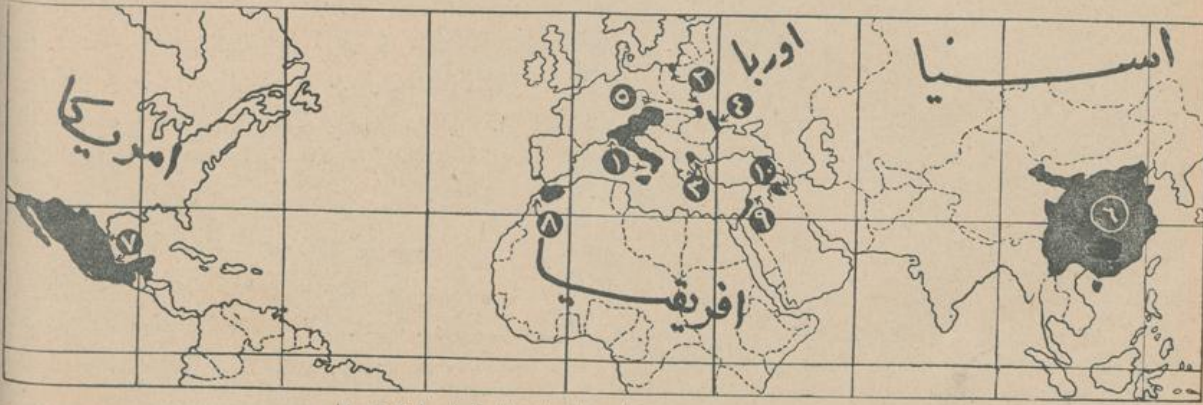 اسيا
اوربا
امريكا
٣
٥
٤
١
٢
١٠
٩
٦
٨
٧
افريقيا